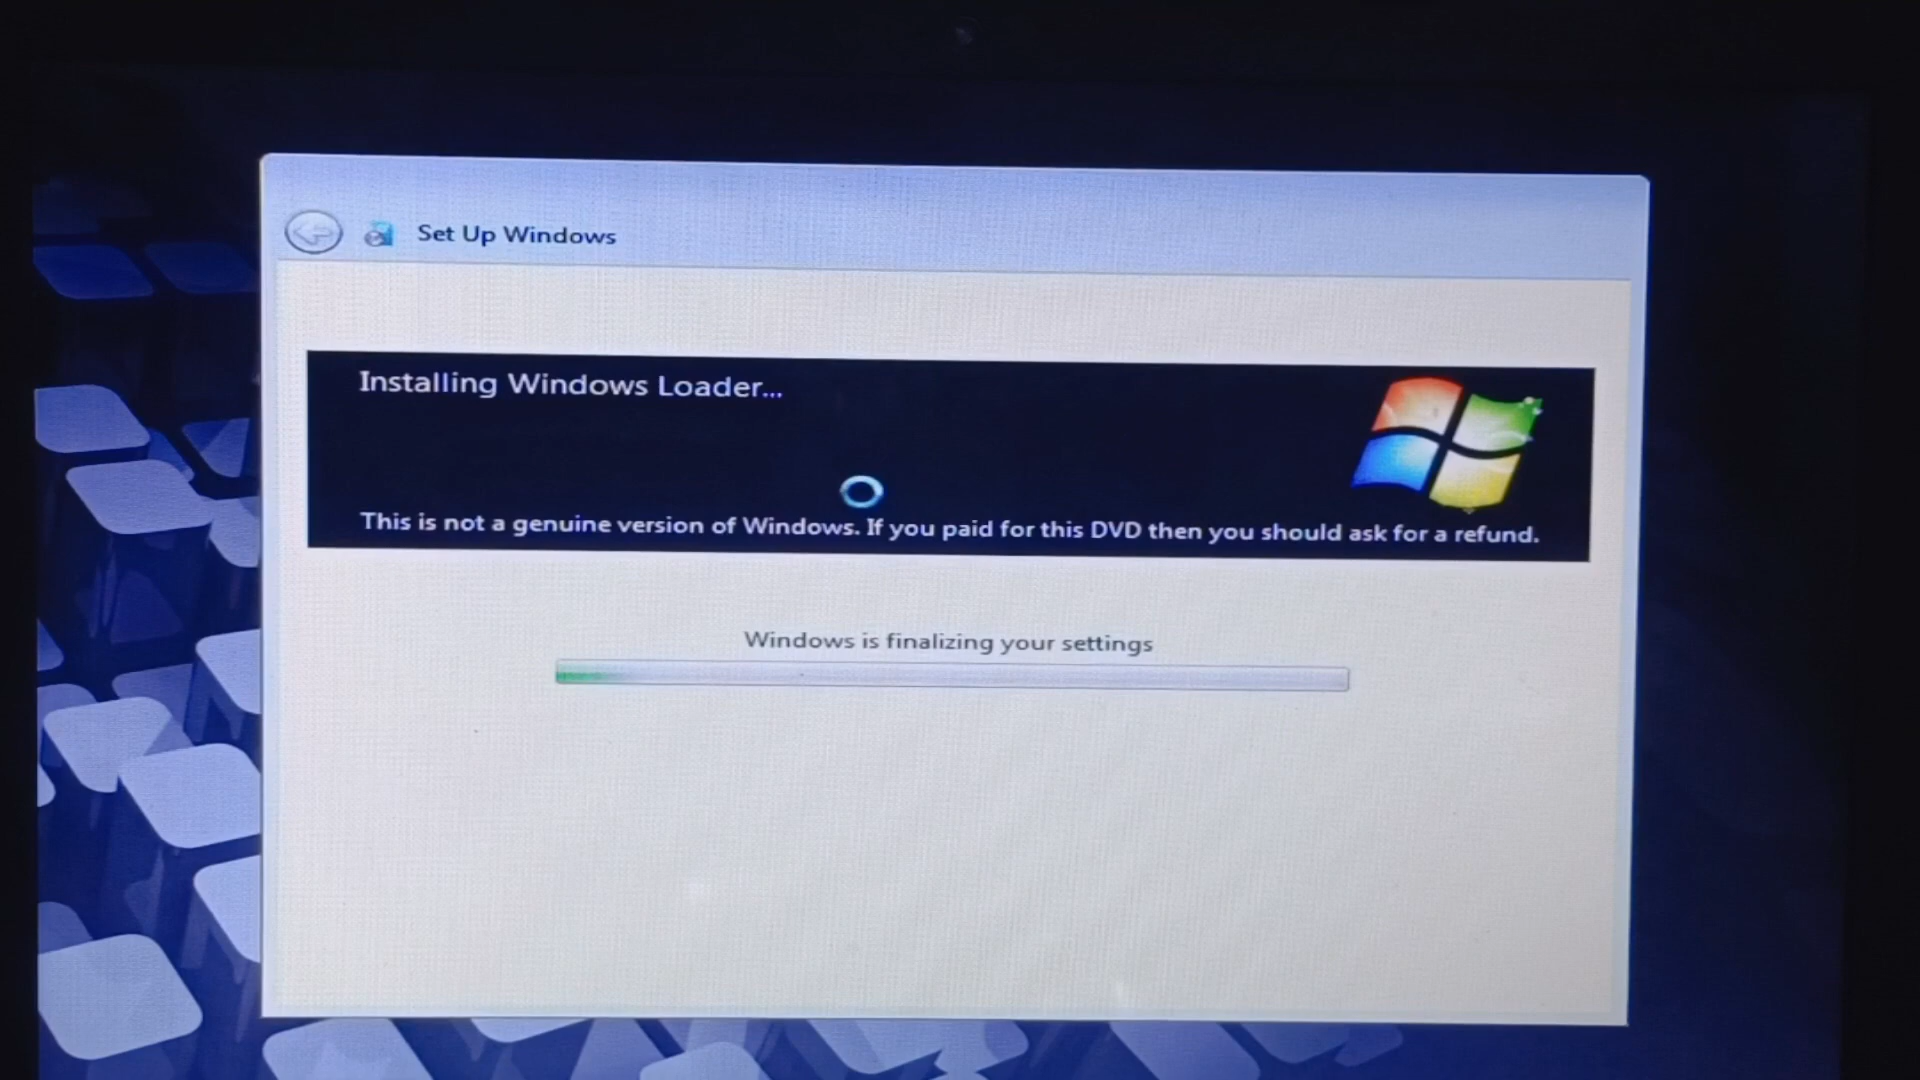 Set Up Windows
Installing Windows Loader...
This is not a genuine version of Windows. If you paid for this DVD then you should ask for a refund.
Windows is finalizing your settings